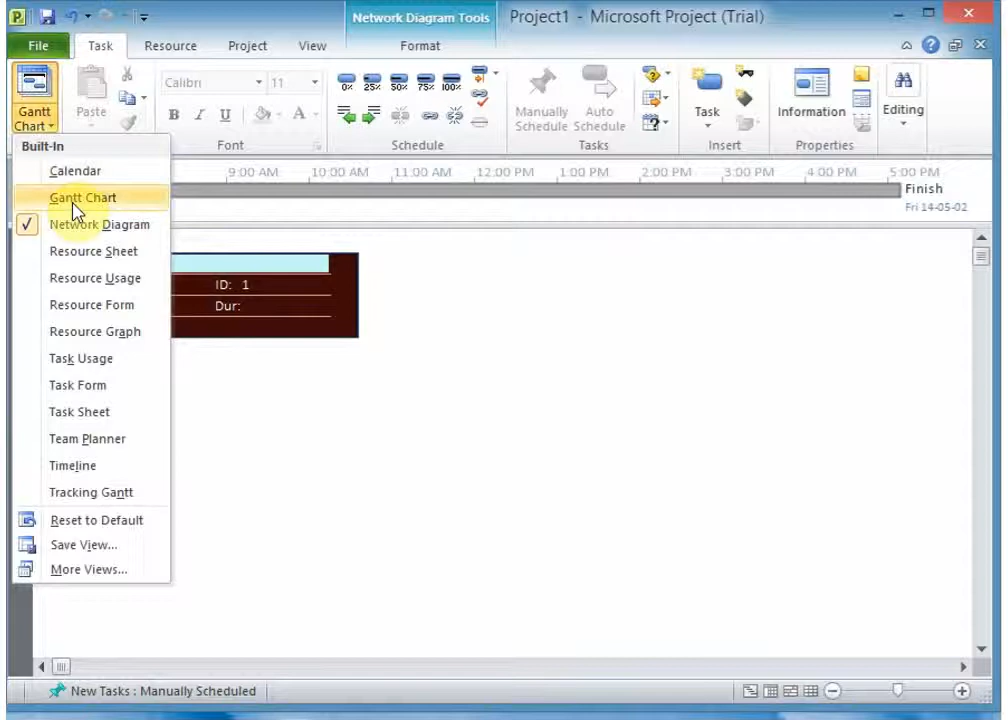 Network Diagram Tools
Project1 - Microsoft Project (Trial)
File Task Resource Project View Format
Gantt Chart
Paste
Calibri 11
B I U A
Font
0% 25% 50% 75% 100%
Schedule
Manually Schedule
Auto Schedule
Tasks
Task
Insert
Information
Properties
Editing
Built-In
Calendar
Gantt Chart
Network Diagram
Resource Sheet
Resource Usage
Resource Form
Resource Graph
Task Usage
Task Form
Task Sheet
Team Planner
Timeline
Tracking Gantt
Reset to Default
Save View...
More Views...
9:00 AM 10:00 AM 11:00 AM 12:00 PM 1:00 PM 2:00 PM 3:00 PM 4:00 PM 5:00 PM
Finish
Fri 14-05-02
ID: 1
Dur:
New Tasks : Manually Scheduled